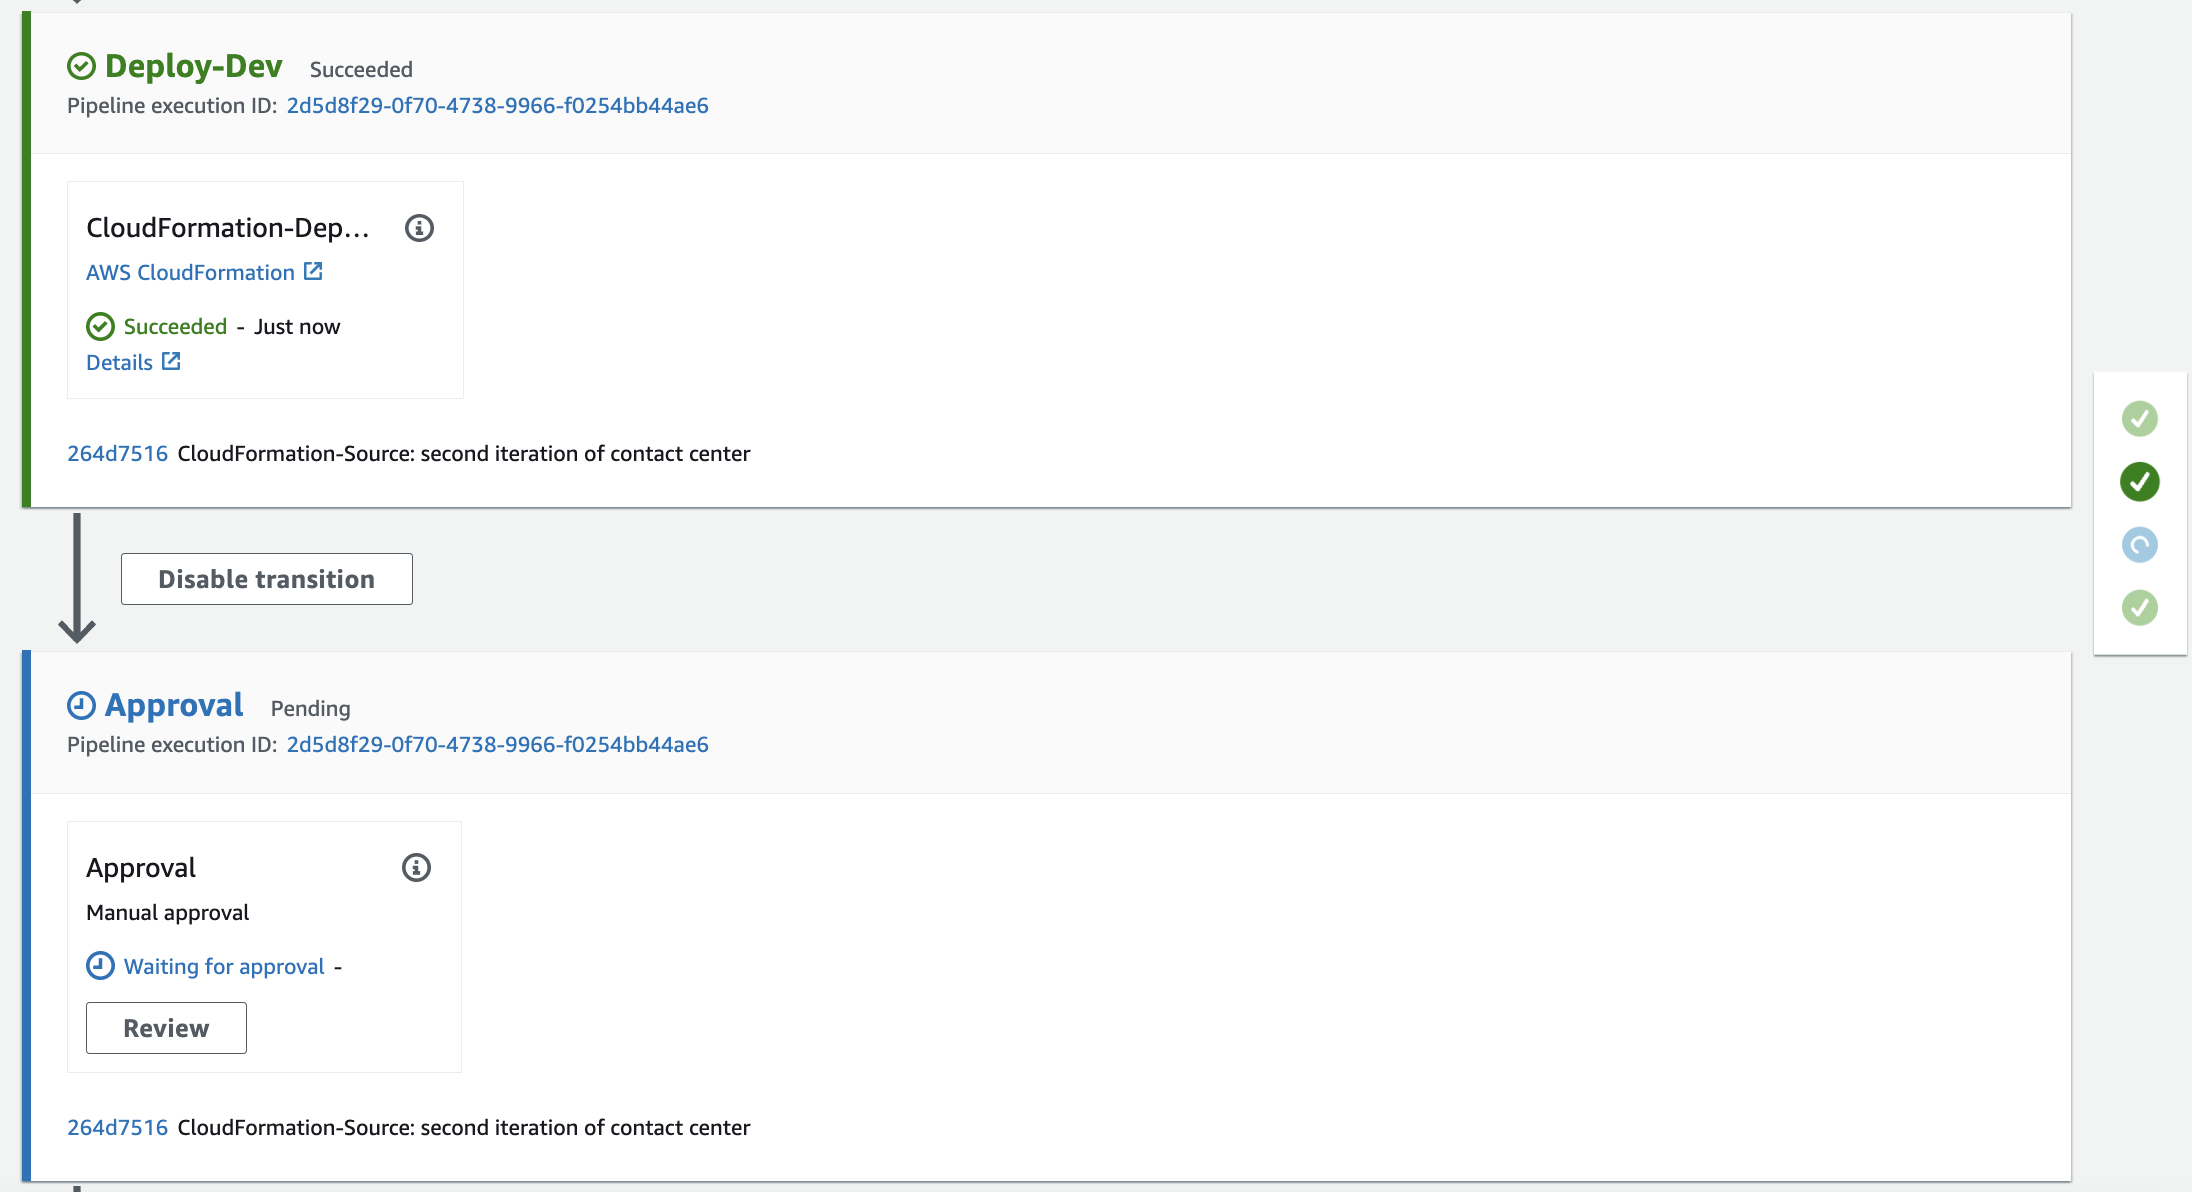 Deploy-Dev Succeeded
Pipeline execution ID: 2d5d8f29-0f70-4738-9966-f0254bb44ae6
CloudFormation-Dep...
AWS CloudFormation
Succeeded - Just now
Details
264d7516 CloudFormation-Source: second iteration of contact center
Disable transition
Approval Pending
Pipeline execution ID: 2d5d8f29-0f70-4738-9966-f0254bb44ae6
Approval
Manual approval
Waiting for approval -
Review
264d7516 CloudFormation-Source: second iteration of contact center